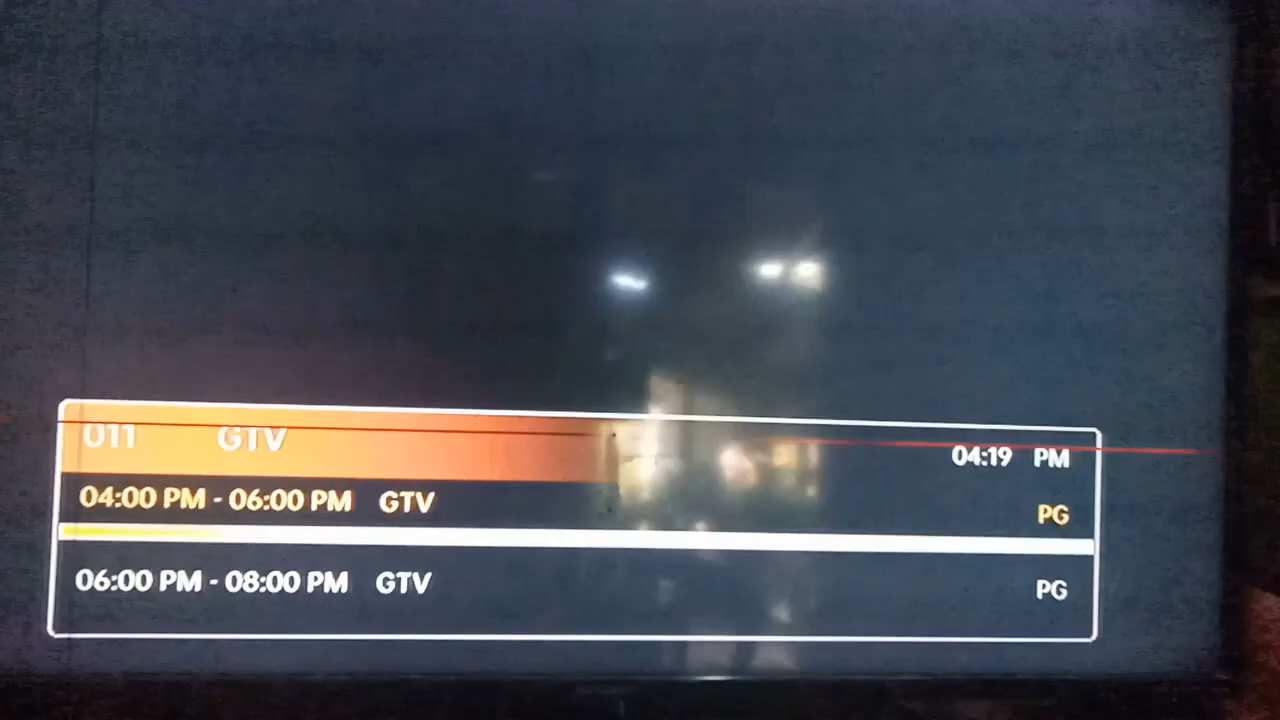 011 GTV 04:19 PM
04:00 PM - 06:00 PM GTV PG
06:00 PM - 08:00 PM GTV PG